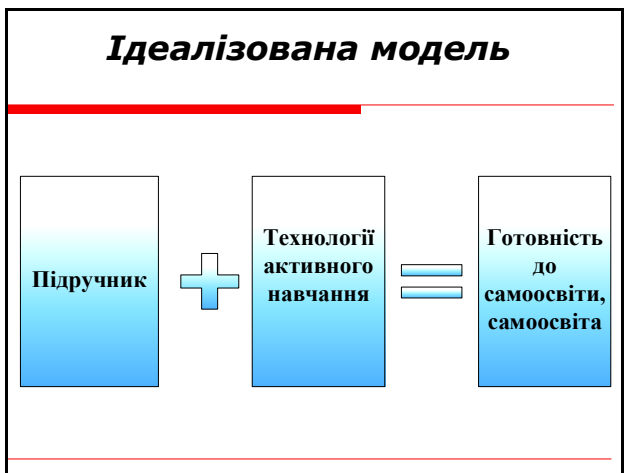 Ідеалізована модель
Підручник
Технології
активного
навчання
Готовність
до
самоосвіти,
самоосвіта